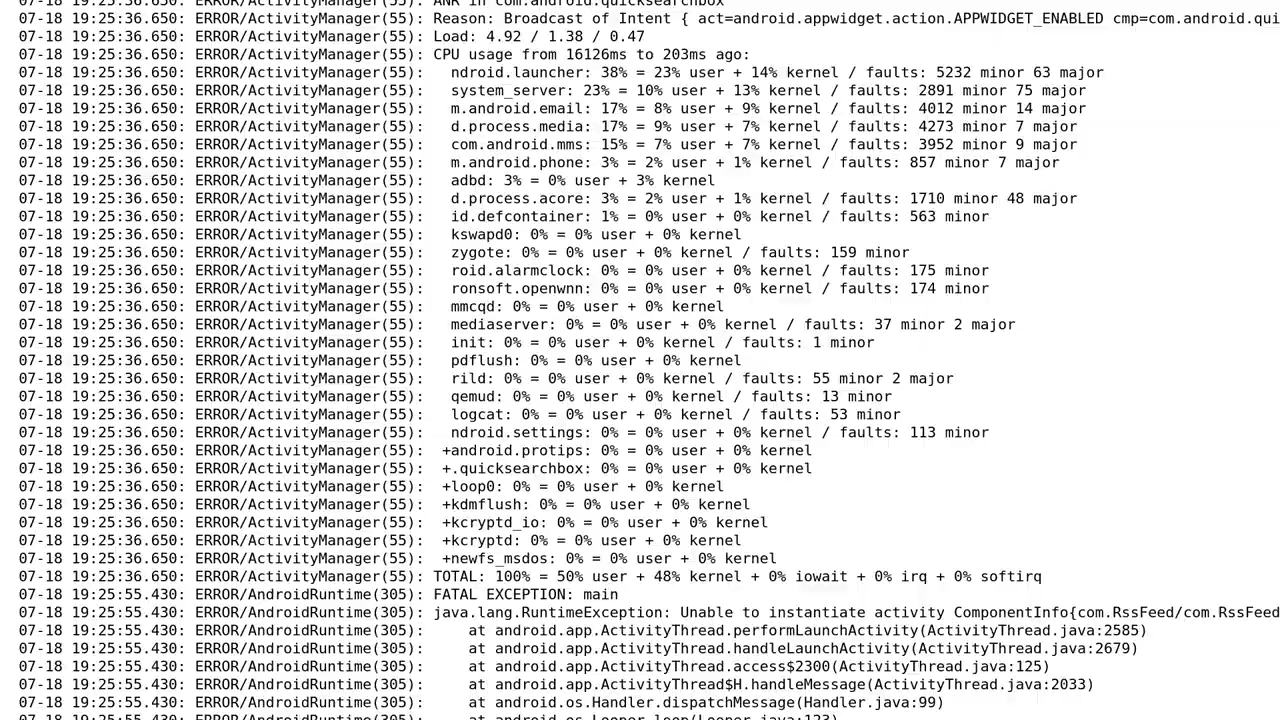 07-18 19:25:36.650: ERROR/ActivityManager(55): ANR in com.android.quicksearchbox
07-18 19:25:36.650: ERROR/ActivityManager(55): Reason: Broadcast of Intent { act=android.appwidget.action.APPWIDGET_ENABLED cmp=com.android.qui
07-18 19:25:36.650: ERROR/ActivityManager(55): Load: 4.92 / 1.38 / 0.47
07-18 19:25:36.650: ERROR/ActivityManager(55): CPU usage from 16126ms to 203ms ago:
07-18 19:25:36.650: ERROR/ActivityManager(55):   ndroid.launcher: 38% = 23% user + 14% kernel / faults: 5232 minor 63 major
07-18 19:25:36.650: ERROR/ActivityManager(55):   system_server: 23% = 10% user + 13% kernel / faults: 2891 minor 75 major
07-18 19:25:36.650: ERROR/ActivityManager(55):   m.android.email: 17% = 8% user + 9% kernel / faults: 4012 minor 14 major
07-18 19:25:36.650: ERROR/ActivityManager(55):   d.process.media: 17% = 9% user + 7% kernel / faults: 4273 minor 7 major
07-18 19:25:36.650: ERROR/ActivityManager(55):   com.android.mms: 15% = 7% user + 7% kernel / faults: 3952 minor 9 major
07-18 19:25:36.650: ERROR/ActivityManager(55):   m.android.phone: 3% = 2% user + 1% kernel / faults: 857 minor 7 major
07-18 19:25:36.650: ERROR/ActivityManager(55):   adbd: 3% = 0% user + 3% kernel
07-18 19:25:36.650: ERROR/ActivityManager(55):   d.process.acore: 3% = 2% user + 1% kernel / faults: 1710 minor 48 major
07-18 19:25:36.650: ERROR/ActivityManager(55):   id.defcontainer: 1% = 0% user + 0% kernel / faults: 563 minor
07-18 19:25:36.650: ERROR/ActivityManager(55):   kswapd0: 0% = 0% user + 0% kernel
07-18 19:25:36.650: ERROR/ActivityManager(55):   zygote: 0% = 0% user + 0% kernel / faults: 159 minor
07-18 19:25:36.650: ERROR/ActivityManager(55):   roid.alarmclock: 0% = 0% user + 0% kernel / faults: 175 minor
07-18 19:25:36.650: ERROR/ActivityManager(55):   ronsoft.openwnn: 0% = 0% user + 0% kernel / faults: 174 minor
07-18 19:25:36.650: ERROR/ActivityManager(55):   mmcqd: 0% = 0% user + 0% kernel
07-18 19:25:36.650: ERROR/ActivityManager(55):   mediaserver: 0% = 0% user + 0% kernel / faults: 37 minor 2 major
07-18 19:25:36.650: ERROR/ActivityManager(55):   init: 0% = 0% user + 0% kernel / faults: 1 minor
07-18 19:25:36.650: ERROR/ActivityManager(55):   pdflush: 0% = 0% user + 0% kernel
07-18 19:25:36.650: ERROR/ActivityManager(55):   rild: 0% = 0% user + 0% kernel / faults: 55 minor 2 major
07-18 19:25:36.650: ERROR/ActivityManager(55):   qemud: 0% = 0% user + 0% kernel / faults: 13 minor
07-18 19:25:36.650: ERROR/ActivityManager(55):   logcat: 0% = 0% user + 0% kernel / faults: 53 minor
07-18 19:25:36.650: ERROR/ActivityManager(55):   ndroid.settings: 0% = 0% user + 0% kernel / faults: 113 minor
07-18 19:25:36.650: ERROR/ActivityManager(55):  +android.protips: 0% = 0% user + 0% kernel
07-18 19:25:36.650: ERROR/ActivityManager(55):  +.quicksearchbox: 0% = 0% user + 0% kernel
07-18 19:25:36.650: ERROR/ActivityManager(55):  +loop0: 0% = 0% user + 0% kernel
07-18 19:25:36.650: ERROR/ActivityManager(55):  +kdmflush: 0% = 0% user + 0% kernel
07-18 19:25:36.650: ERROR/ActivityManager(55):  +kcryptd_io: 0% = 0% user + 0% kernel
07-18 19:25:36.650: ERROR/ActivityManager(55):  +kcryptd: 0% = 0% user + 0% kernel
07-18 19:25:36.650: ERROR/ActivityManager(55):  +newfs_msdos: 0% = 0% user + 0% kernel
07-18 19:25:36.650: ERROR/ActivityManager(55): TOTAL: 100% = 50% user + 48% kernel + 0% iowait + 0% irq + 0% softirq
07-18 19:25:55.430: ERROR/AndroidRuntime(305): FATAL EXCEPTION: main
07-18 19:25:55.430: ERROR/AndroidRuntime(305): java.lang.RuntimeException: Unable to instantiate activity ComponentInfo{com.RssFeed/com.RssFeed
07-18 19:25:55.430: ERROR/AndroidRuntime(305):     at android.app.ActivityThread.performLaunchActivity(ActivityThread.java:2585)
07-18 19:25:55.430: ERROR/AndroidRuntime(305):     at android.app.ActivityThread.handleLaunchActivity(ActivityThread.java:2679)
07-18 19:25:55.430: ERROR/AndroidRuntime(305):     at android.app.ActivityThread.access$2300(ActivityThread.java:125)
07-18 19:25:55.430: ERROR/AndroidRuntime(305):     at android.app.ActivityThread$H.handleMessage(ActivityThread.java:2033)
07-18 19:25:55.430: ERROR/AndroidRuntime(305):     at android.os.Handler.dispatchMessage(Handler.java:99)
07-18 19:25:55.430: ERROR/AndroidRuntime(305):     at android.os.Looper.loop(Looper.java:123)